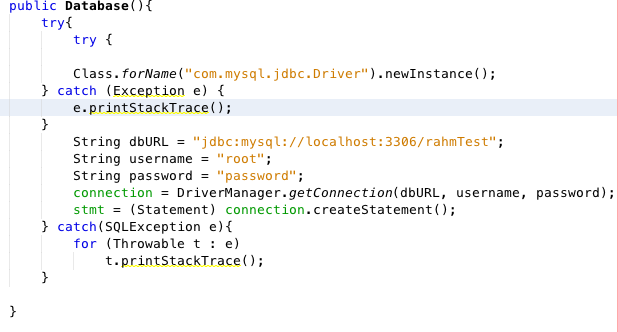 public Database(){
try{
try {
Class.forName("com.mysql.jdbc.Driver").newInstance();
} catch (Exception e) {
e.printStackTrace();
}
String dbURL = "jdbc:mysql://localhost:3306/rahmTest";
String username = "root";
String password = "password";
connection = DriverManager.getConnection(dbURL, username, password);
stmt = (Statement) connection.createStatement();
} catch(SQLException e){
for (Throwable t : e)
t.printStackTrace();
}
}